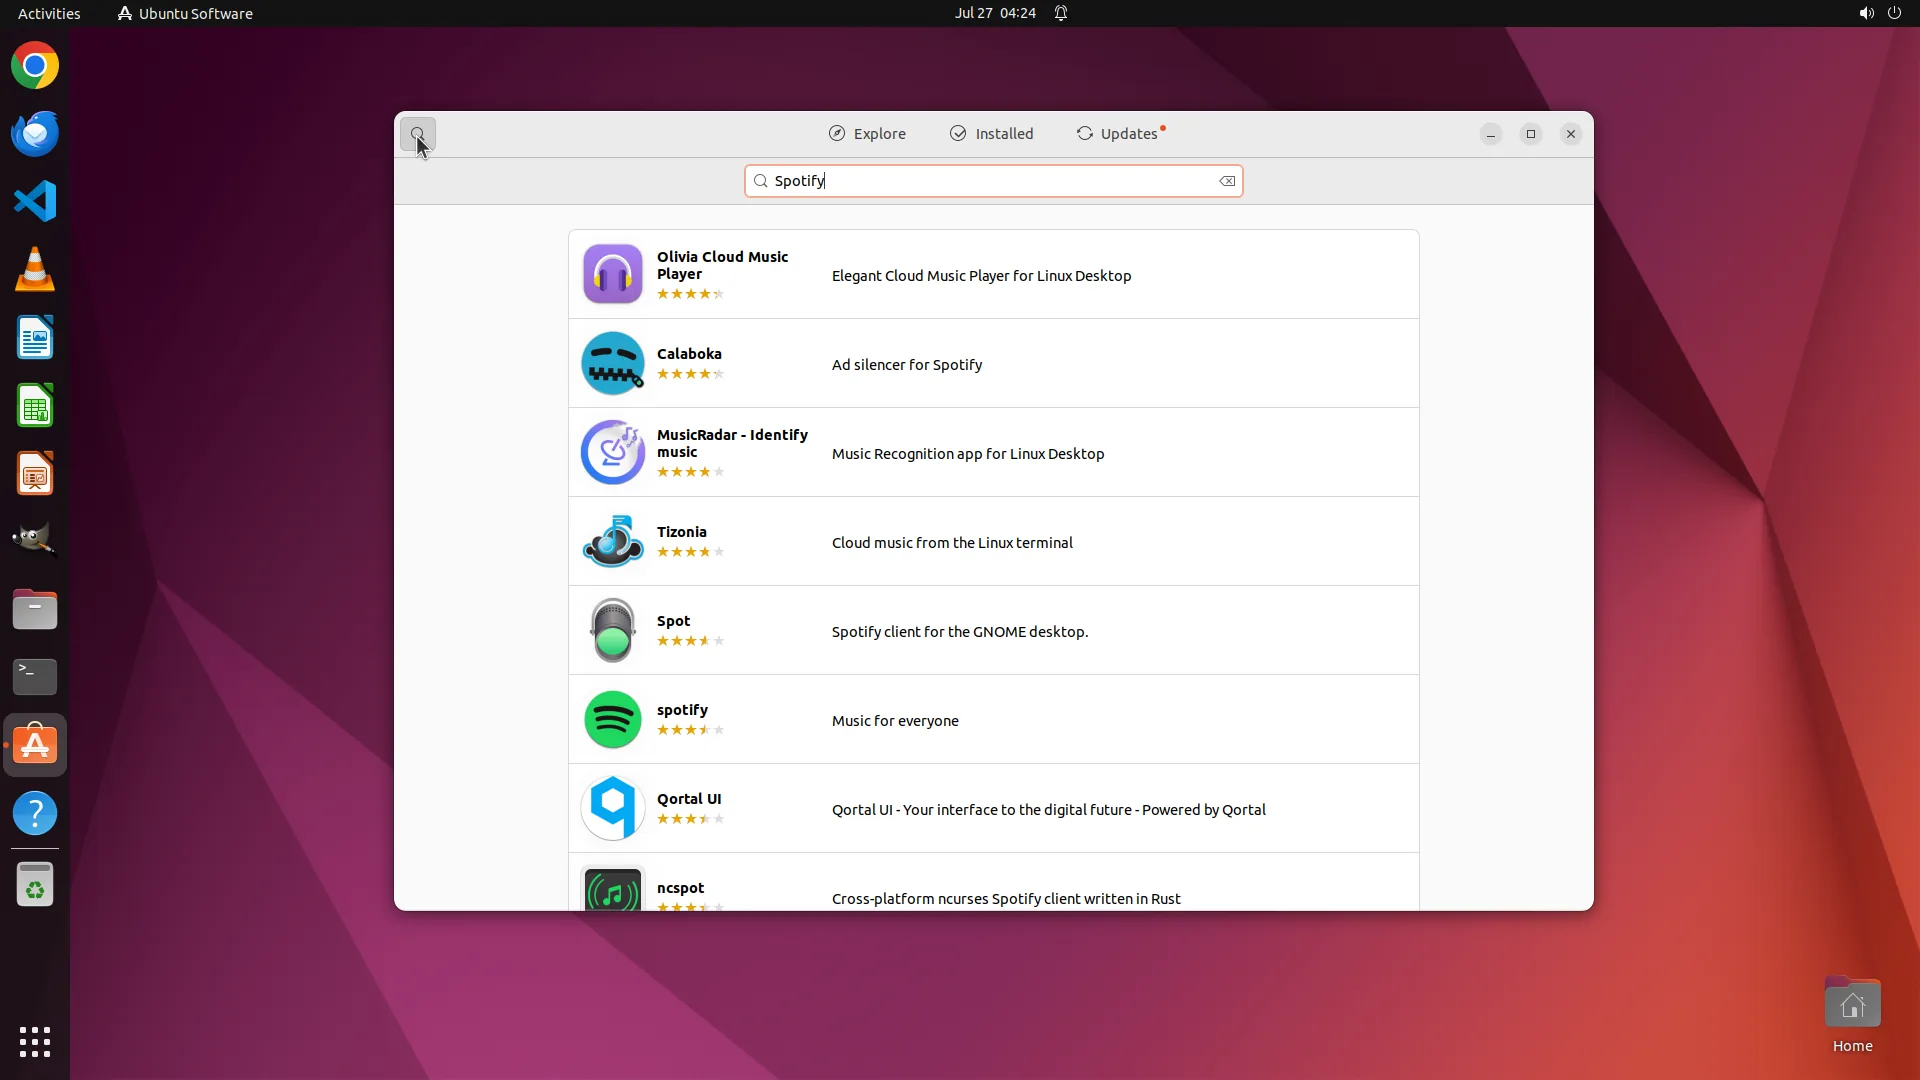 Activities
Ubuntu Software
Jul 27 04:24
Explore
Installed
Updates
Spotify
Olivia Cloud Music
Player
Elegant Cloud Music Player for Linux Desktop
Calaboka
Ad silencer for Spotify
MusicRadar - Identify
music
Music Recognition app for Linux Desktop
Tizonia
Cloud music from the Linux terminal
Spot
Spotify client for the GNOME desktop.
spotify
Music for everyone
Qortal UI
Qortal UI - Your interface to the digital future - Powered by Qortal
ncspot
Cross-platform ncurses Spotify client written in Rust
Home